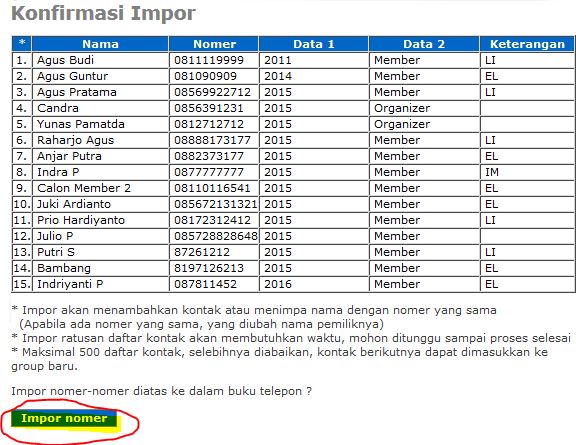 Konfirmasi Impor
* Nama Nomer Data 1 Data 2 Keterangan
1. Agus Budi 0811119999 2011 Member LI
2. Agus Guntur 081090909 2014 Member EL
3. Agus Pratama 08569922712 2015 Member LI
4. Candra 0856391231 2015 Organizer
5. Yunas Pamatda 0812712712 2015 Organizer
6. Raharjo Agus 08888173177 2015 Member LI
7. Anjar Putra 0882373177 2015 Member EL
8. Indra P 0877777777 2015 Member IM
9. Calon Member 2 08110116541 2015 Member EL
10. Juki Ardianto 085672131321 2015 Member EL
11. Prio Hardiyanto 08172312412 2015 Member LI
12. Julio P 085728828648 2015 Member
13. Putri S 87261212 2015 Member LI
14. Bambang 8197126213 2015 Member EL
15. Indriyanti P 087811452 2016 Member EL
* Impor akan menambahkan kontak atau menimpa nama dengan nomer yang sama
(Apabila ada nomer yang sama, yang diubah nama pemiliknya)
* Impor ratusan daftar kontak akan membutuhkan waktu, mohon ditunggu sampai proses selesai
* Maksimal 500 daftar kontak, selebihnya diabaikan, kontak berikutnya dapat dimasukkan ke
group baru.
Impor nomer-nomer diatas ke dalam buku telepon ?
Impor nomer